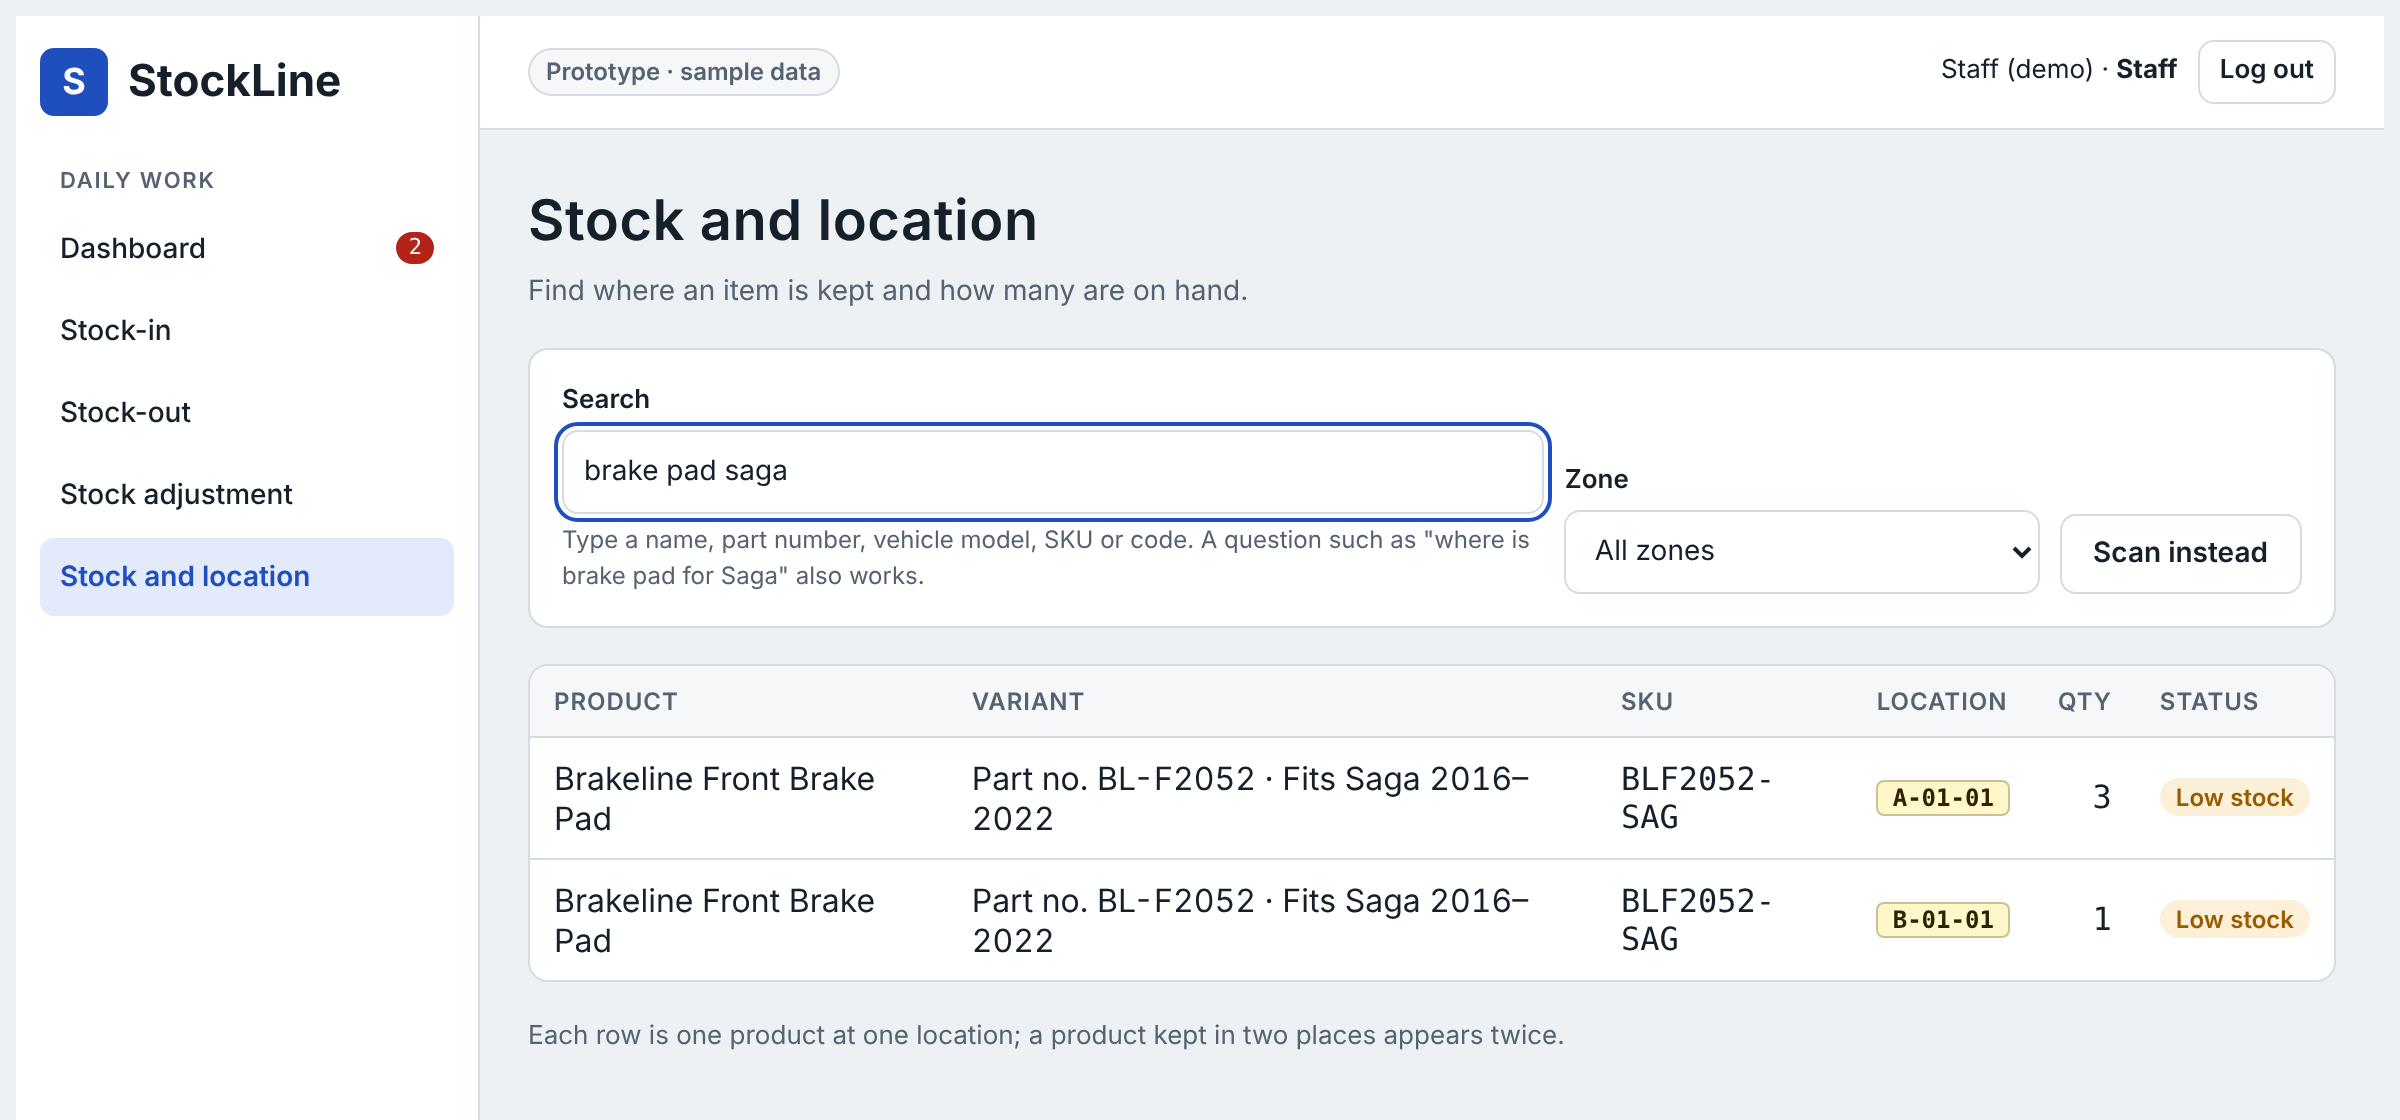 S StockLine
DAILY WORK
Dashboard 2
Stock-in
Stock-out
Stock adjustment
Stock and location
Prototype · sample data
Staff (demo) · Staff
Log out
Stock and location
Find where an item is kept and how many are on hand.
Search
brake pad saga
Type a name, part number, vehicle model, SKU or code. A question such as "where is
brake pad for Saga" also works.
Zone
All zones
Scan instead
PRODUCT VARIANT SKU LOCATION QTY STATUS
Brakeline Front Brake
Pad
Part no. BL-F2052 · Fits Saga 2016–
2022
BLF2052-
SAG
A-01-01
3
Low stock
Brakeline Front Brake
Pad
Part no. BL-F2052 · Fits Saga 2016–
2022
BLF2052-
SAG
B-01-01
1
Low stock
Each row is one product at one location; a product kept in two places appears twice.